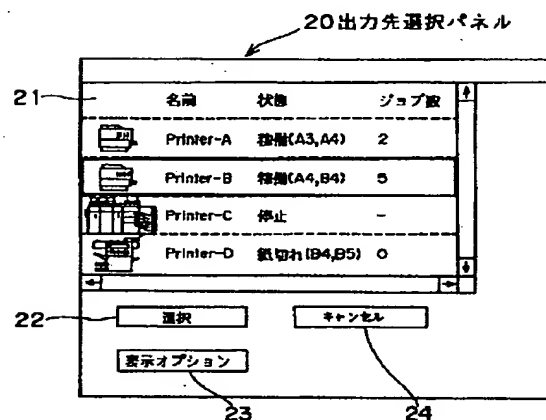 20出力先選択パネル
21
名前 状態 ジョブ数
Printer-A 稼働(A3,A4) 2
Printer-B 稼働(A4,B4) 5
Printer-C 停止 -
Printer-D 紙切れ(B4,B5) 0
22
選択 キャンセル
表示オプション
23 24